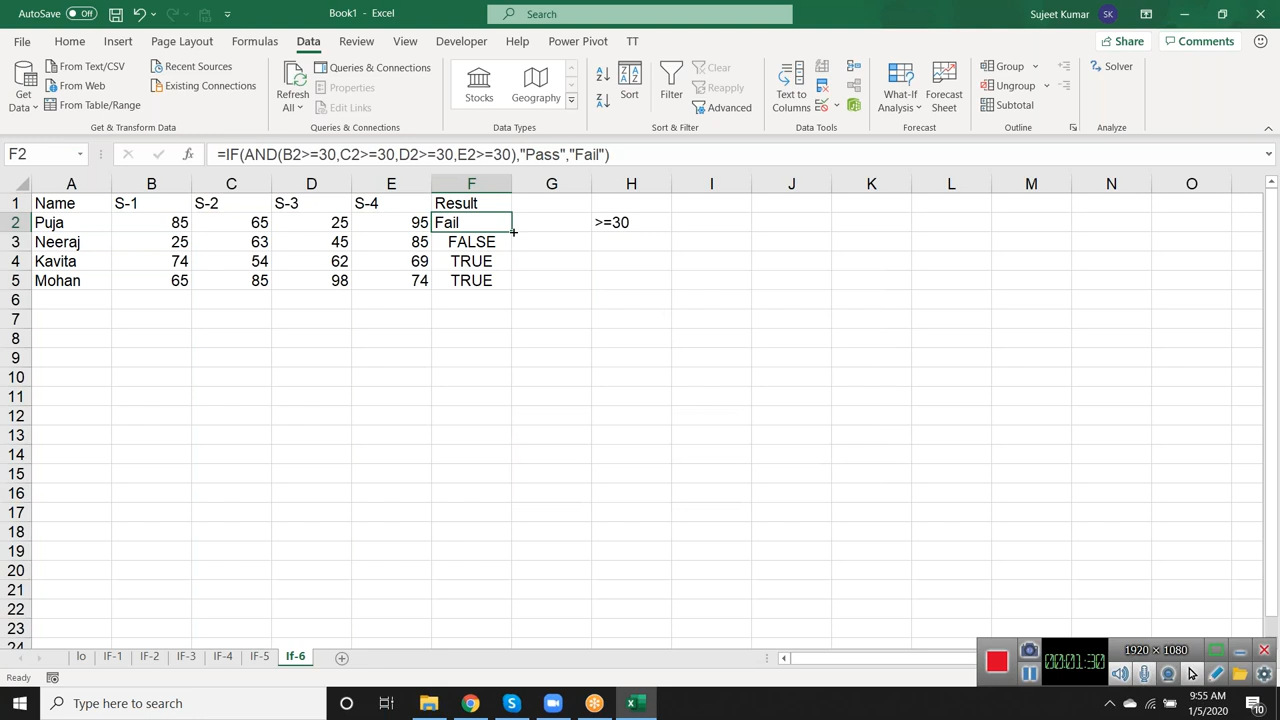 AutoSave Off Book1 - Excel Search Sujeet Kumar SK
File Home Insert Page Layout Formulas Data Review View Developer Help Power Pivot TT Share Comments
Get Data
From Text/CSV
From Web
From Table/Range
Recent Sources
Existing Connections
Get & Transform Data
Refresh All
Queries & Connections
Properties
Edit Links
Queries & Connections
Stocks Geography
Data Types
Sort Filter
Clear
Reapply
Advanced
Sort & Filter
Text to Columns
Data Tools
What-If Analysis Forecast Sheet
Forecast
Group
Ungroup
Subtotal
Outline
Solver
Analyze
F2 fx =IF(AND(B2>=30,C2>=30,D2>=30,E2>=30),"Pass","Fail")
A B C D E F G H I J K L M N O
1 Name S-1 S-2 S-3 S-4 Result
2 Puja 85 65 25 95 Fail >=30
3 Neeraj 25 63 45 85 FALSE
4 Kavita 74 54 62 69 TRUE
5 Mohan 65 85 98 74 TRUE
6
7
8
9
10
11
12
13
14
15
16
17
18
19
20
21
22
23
24
lo IF-1 IF-2 IF-3 IF-4 IF-5 If-6
Ready
00:01:30 1920 × 1080
Type here to search
9:55 AM
1/5/2020
10